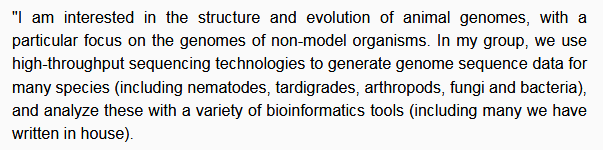 "I am interested in the structure and evolution of animal genomes, with a
particular focus on the genomes of non-model organisms. In my group, we use
high-throughput sequencing technologies to generate genome sequence data for
many species (including nematodes, tardigrades, arthropods, fungi and bacteria),
and analyze these with a variety of bioinformatics tools (including many we have
written in house).